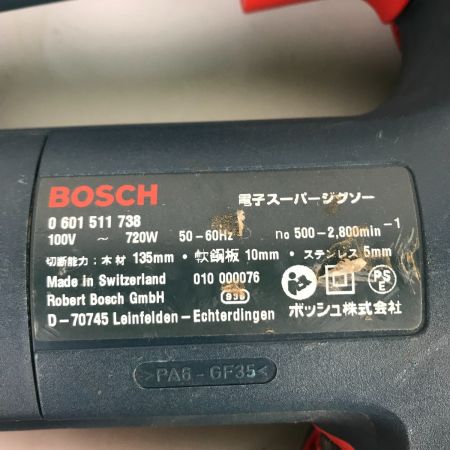 BOSCH 電子スーパージグソー
0 601 511 738
100V ～ 720W 50-60Hz no 500-2,800min-1
切断能力：木材 135mm・軟鋼板 10mm・ステンレス 5mm
Made in Switzerland 010 000076
Robert Bosch GmbH 938 PSE
D-70745 Leinfelden-Echterdingen ボッシュ株式会社
>PA6-GF35<